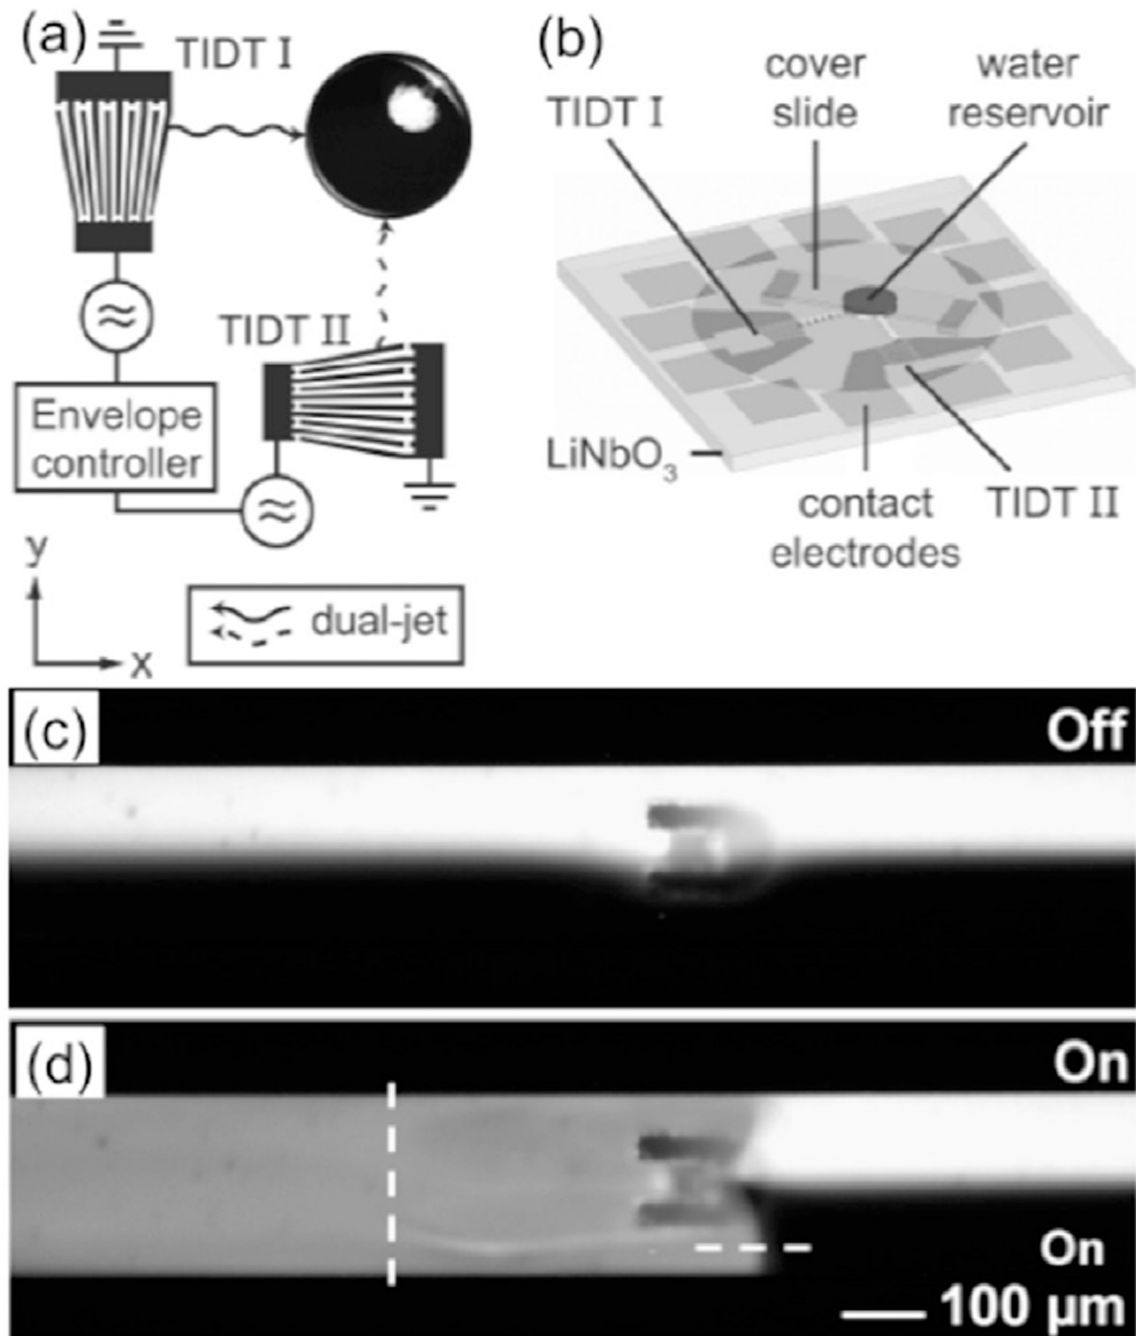 (a)
TIDT I
TIDT II
Envelope
controller
y
x
dual-jet
(b)
cover
slide
water
reservoir
TIDT I
LiNbO₃
contact
electrodes
TIDT II
(c)
Off
(d)
On
On
100 μm